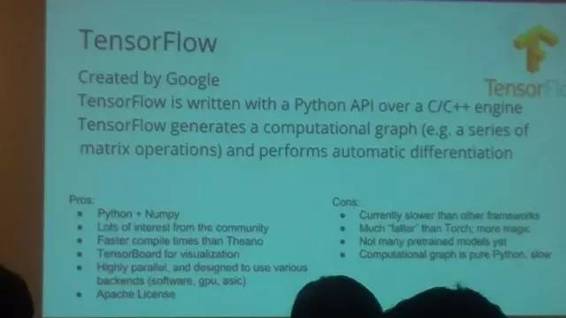 TensorFlow
Created by Google
TensorFlow is written with a Python API over a C/C++ engine
TensorFlow generates a computational graph (e.g. a series of
matrix operations) and performs automatic differentiation
TensorFlo
Pros:
Python + Numpy
Lots of interest from the community
Faster compile times than Theano
TensorBoard for visualization
Highly parallel, and designed to use various
backends (software, gpu, asic)
Apache License
Cons:
Currently slower than other frameworks
Much "fatter" than Torch; more magic
Not many pretrained models yet
Computational graph is pure Python, slow